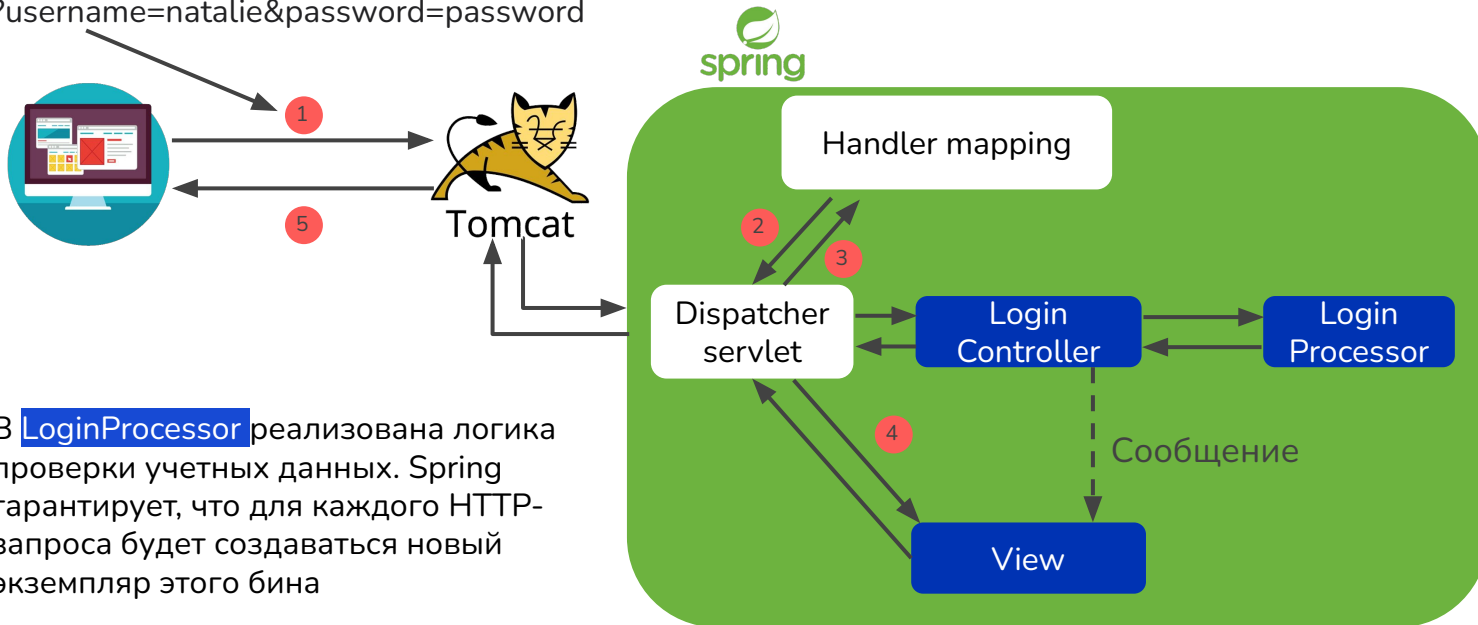 ?username=natalie&password=password
spring
1
Handler mapping
Tomcat
5
2
3
Dispatcher
servlet
Login
Controller
Login
Processor
4
Сообщение
View
В LoginProcessor реализована логика
проверки учетных данных. Spring
гарантирует, что для каждого HTTP-
запроса будет создаваться новый
экземпляр этого бина